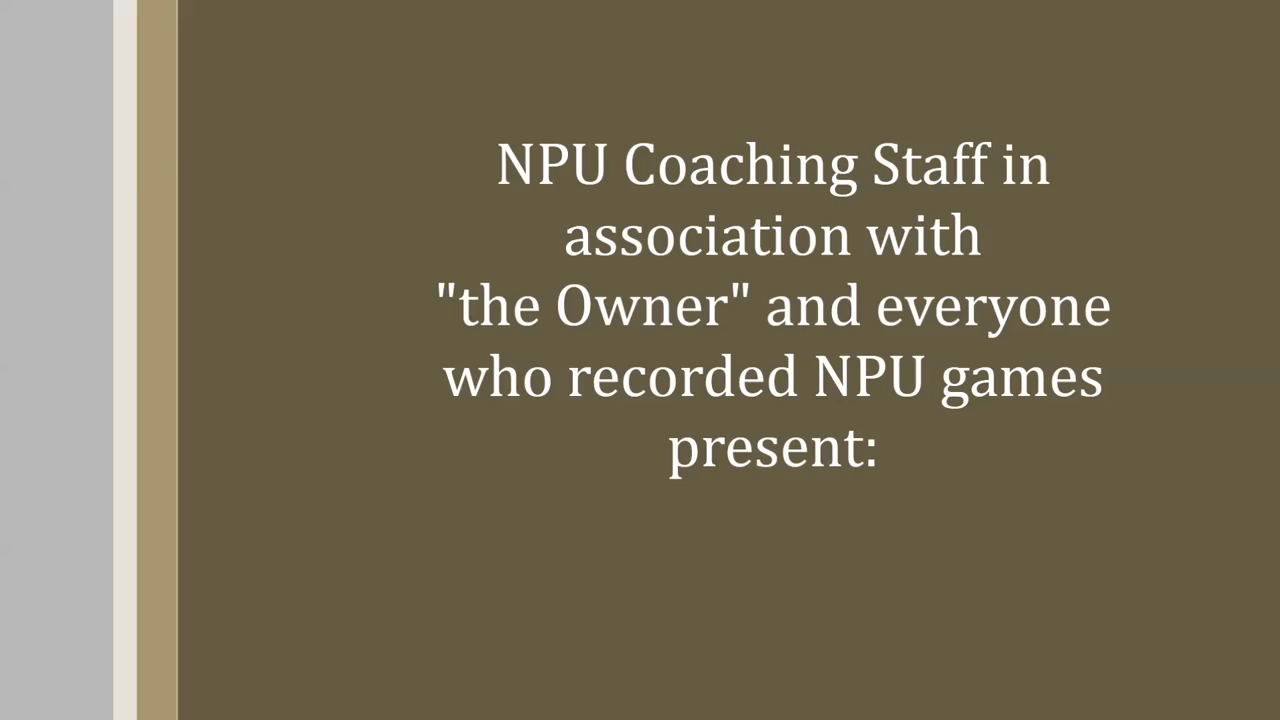 NPU Coaching Staff in
association with
"the Owner" and everyone
who recorded NPU games
present: